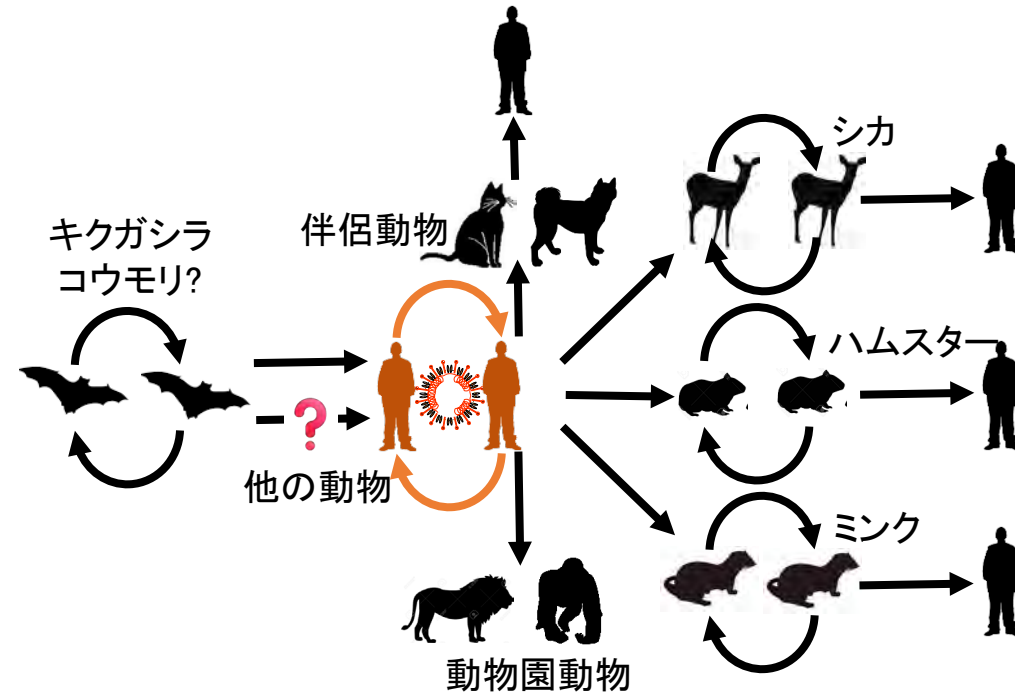 シカ
伴侶動物
キクガシラ
コウモリ?
ハムスター
?
他の動物
ミンク
動物園動物